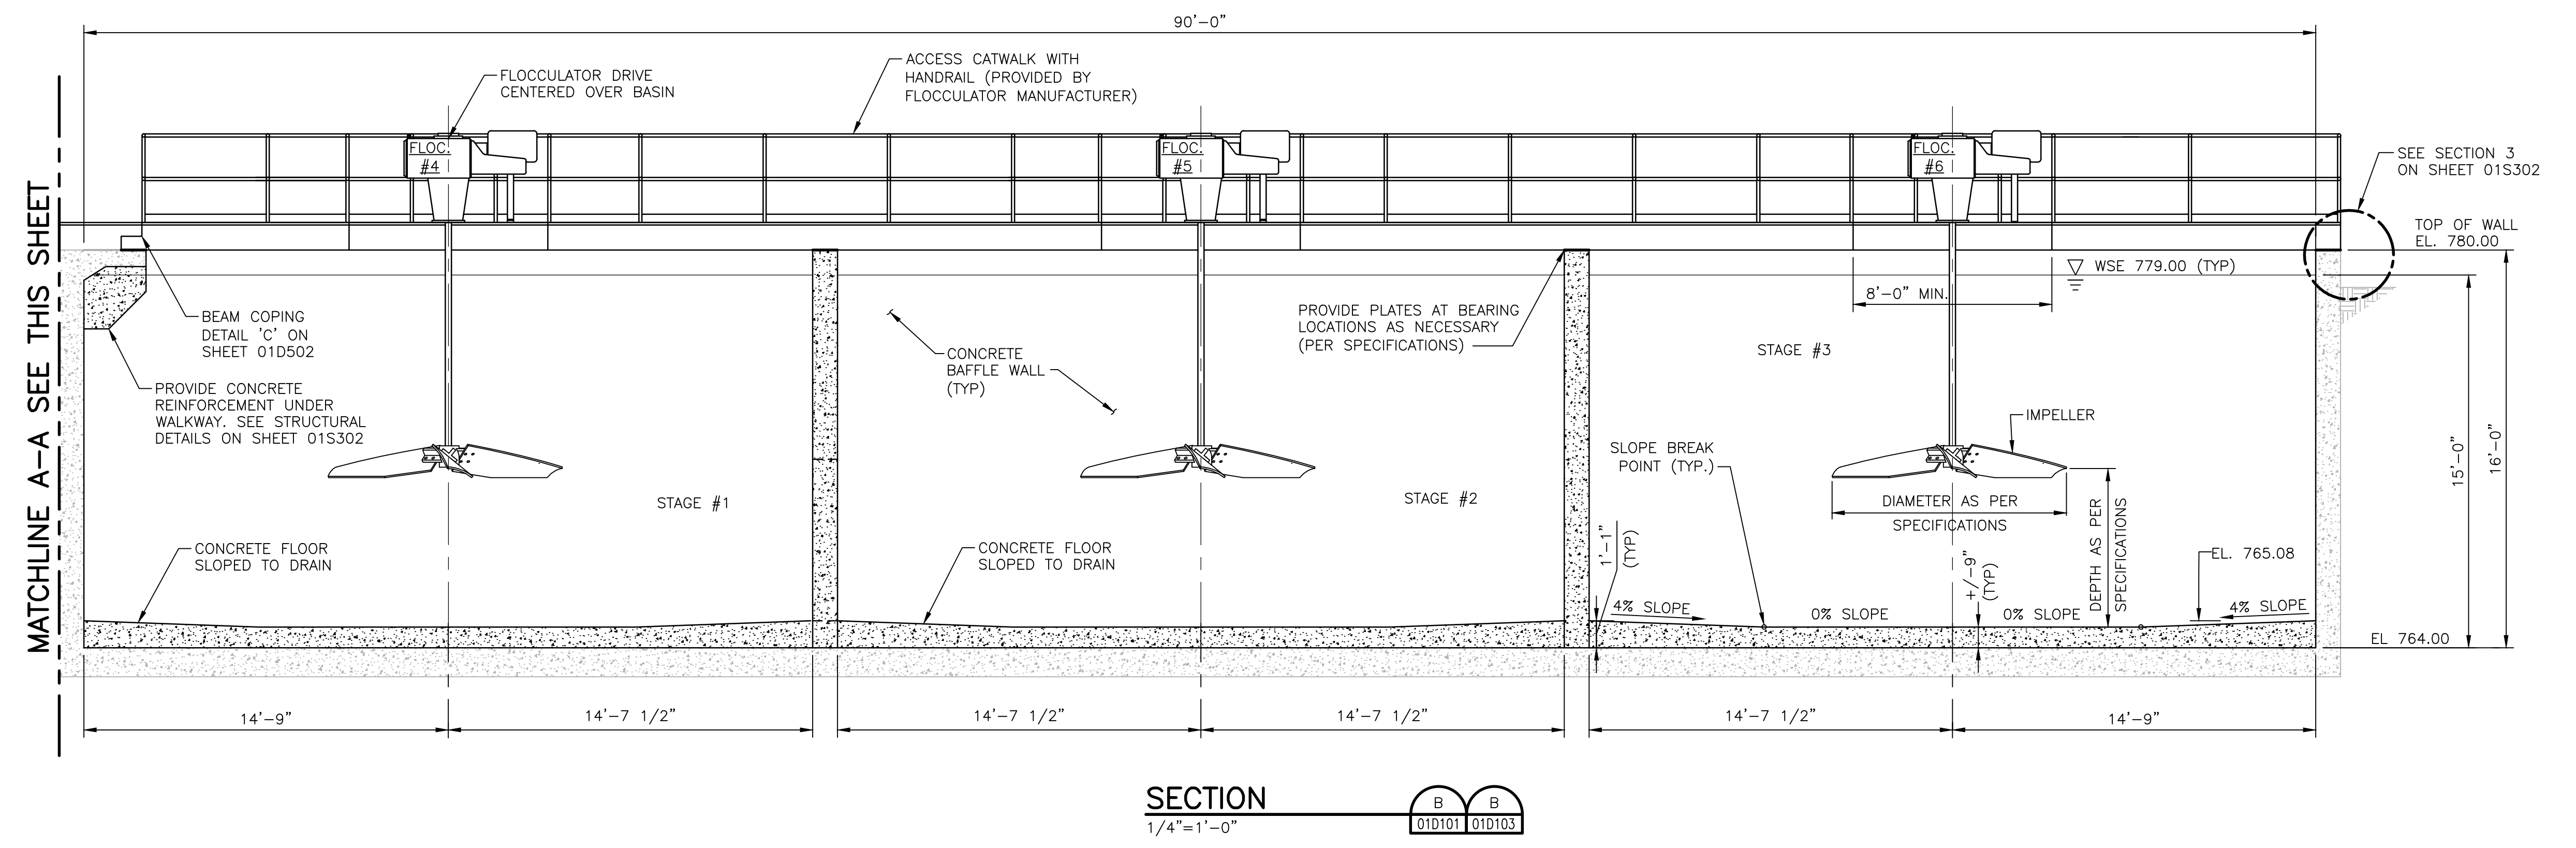 90'-0"
ACCESS CATWALK WITH
HANDRAIL (PROVIDED BY
FLOCCULATOR MANUFACTURER)
FLOCCULATOR DRIVE
CENTERED OVER BASIN
FLOC.
#4
FLOC.
#5
FLOC.
#6
SEE SECTION 3
ON SHEET 01S302
TOP OF WALL
EL. 780.00
WSE 779.00 (TYP)
8'-0" MIN.
MATCHLINE A-A SEE THIS SHEET
BEAM COPING
DETAIL 'C' ON
SHEET 01D502
PROVIDE CONCRETE
REINFORCEMENT UNDER
WALKWAY. SEE STRUCTURAL
DETAILS ON SHEET 01S302
CONCRETE
BAFFLE WALL
(TYP)
PROVIDE PLATES AT BEARING
LOCATIONS AS NECESSARY
(PER SPECIFICATIONS)
STAGE #3
IMPELLER
SLOPE BREAK
POINT (TYP.)
15'-0"
16'-0"
STAGE #1
STAGE #2
DIAMETER AS PER
SPECIFICATIONS
DEPTH AS PER
SPECIFICATIONS
CONCRETE FLOOR
SLOPED TO DRAIN
CONCRETE FLOOR
SLOPED TO DRAIN
1'-1"
(TYP)
+/-9"
(TYP)
EL. 765.08
4% SLOPE
0% SLOPE
0% SLOPE
4% SLOPE
EL 764.00
14'-9"
14'-7 1/2"
14'-7 1/2"
14'-7 1/2"
14'-7 1/2"
14'-9"
SECTION
1/4"=1'-0"
B
01D101
B
01D103